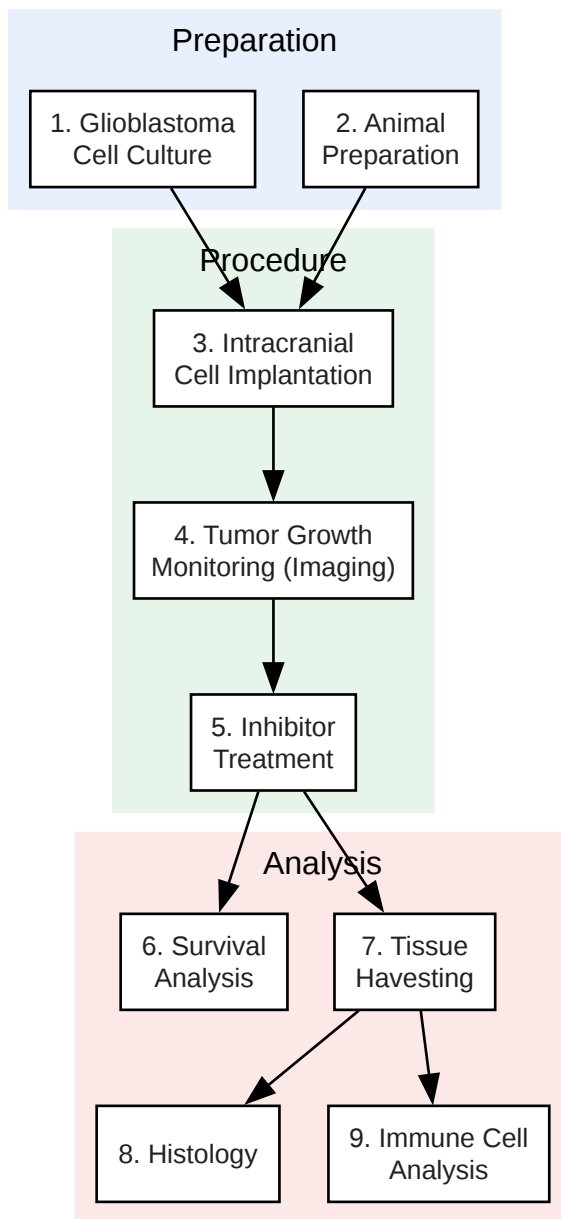 Preparation
1. Glioblastoma
Cell Culture
2. Animal
Preparation
Procedure
3. Intracranial
Cell Implantation
4. Tumor Growth
Monitoring (Imaging)
5. Inhibitor
Treatment
Analysis
6. Survival
Analysis
7. Tissue
Havesting
8. Histology
9. Immune Cell
Analysis